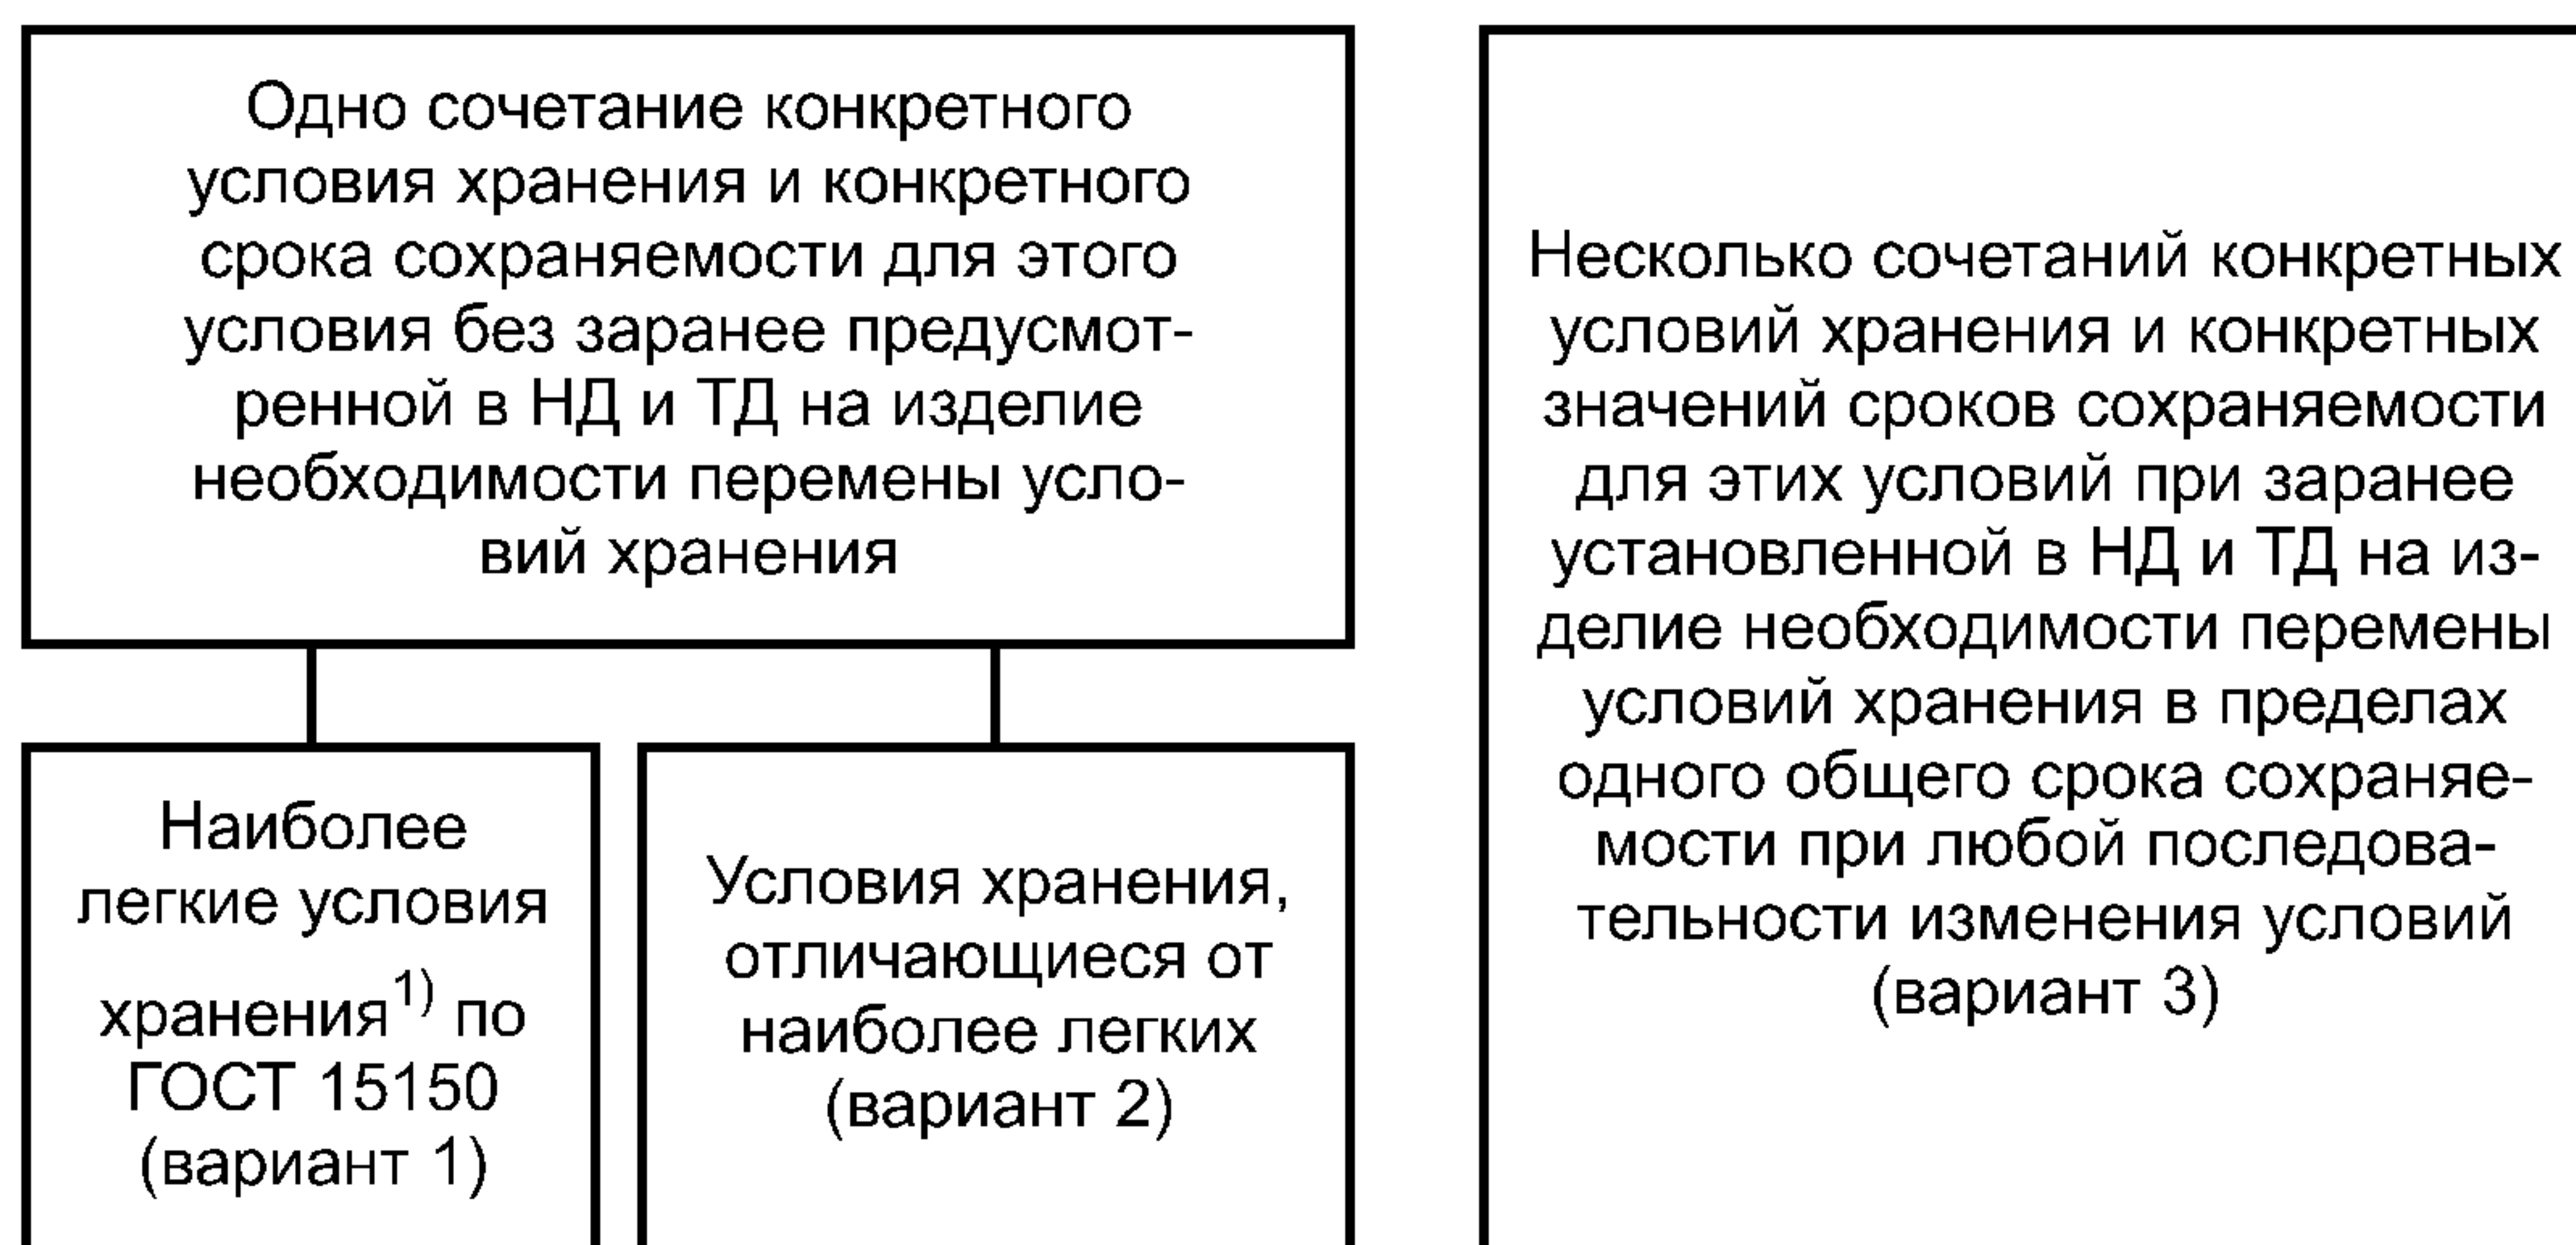 Одно сочетание конкретного
условия хранения и конкретного
срока сохраняемости для этого
условия без заранее предусмот-
ренной в НД и ТД на изделие
необходимости перемены усло-
вий хранения
Наиболее
легкие условия
хранения1) по
ГОСТ 15150
(вариант 1)
Условия хранения,
отличающиеся от
наиболее легких
(вариант 2)
Несколько сочетаний конкретных
условий хранения и конкретных
значений сроков сохраняемости
для этих условий при заранее
установленной в НД и ТД на из-
делие необходимости перемены
условий хранения в пределах
одного общего срока сохраняе-
мости при любой последова-
тельности изменения условий
(вариант 3)